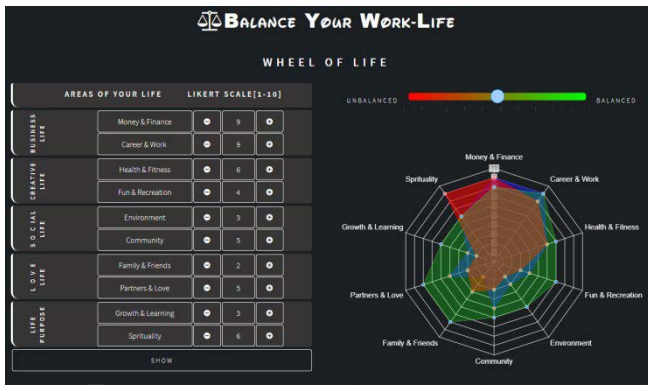 BALANCE YOUR WORK-LIFE
WHEEL OF LIFE
AREAS OF YOUR LIFE LIKERT SCALE[1-10]
BUSINESS LIFE
Money & Finance 9
Career & Work 9
CREATIVE LIFE
Health & Fitness 6
Fun & Recreation 4
SOCIAL LIFE
Environment 3
Community 5
LOVE LIFE
Family & Friends 2
Partners & Love 5
LIFE PURPOSE
Growth & Learning 3
Sprituality 6
SHOW
UNBALANCED BALANCED
Money & Finance
Sprituality Career & Work
10
Growth & Learning Health & Fitness
Partners & Love Fun & Recreation
Family & Friends Environment
Community